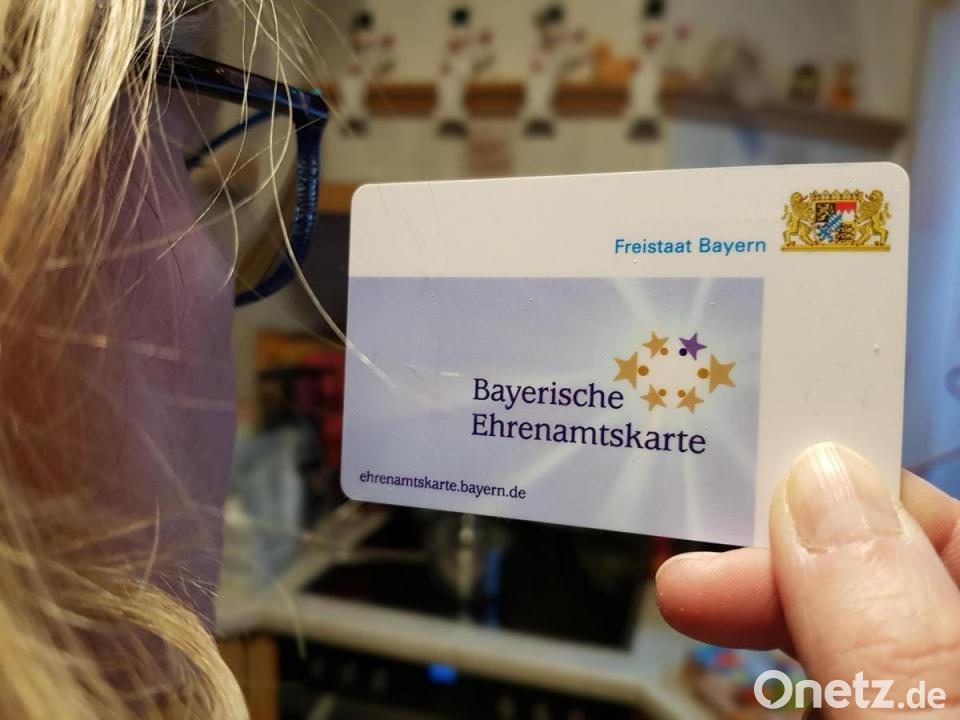 Freistaat Bayern
Bayerische
Ehrenamtskarte
ehrenamtskarte.bayern.de
Onetz.de